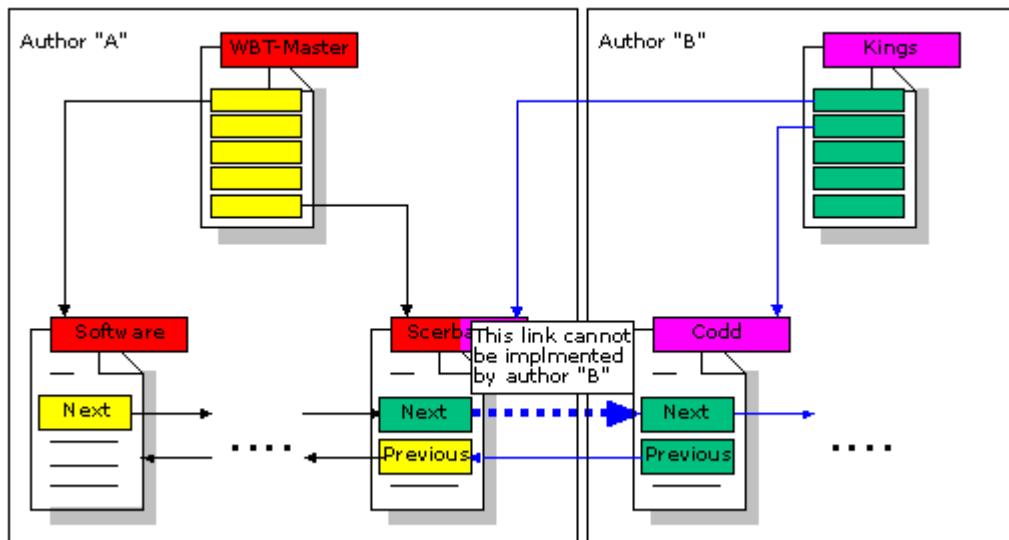 Author "A"
WBT-Master
Author "B"
Kings
Software
Scerba
This link cannot
be implmented
by author "B"
Codd
Next
Next
Next
Previous
Previous